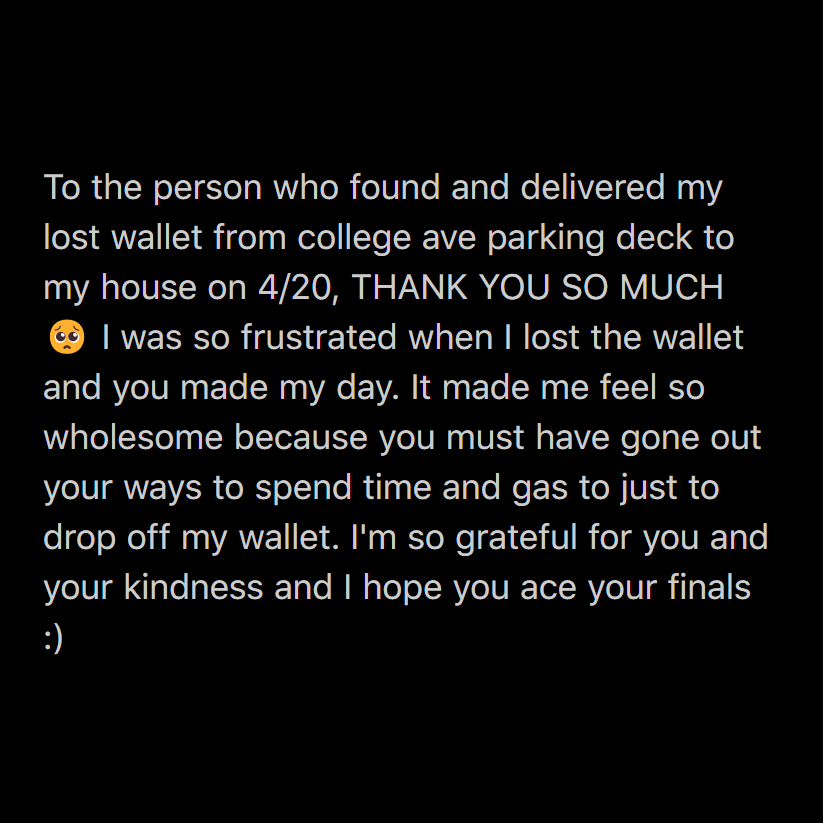 To the person who found and delivered my
lost wallet from college ave parking deck to
my house on 4/20, THANK YOU SO MUCH
🥺 I was so frustrated when I lost the wallet
and you made my day. It made me feel so
wholesome because you must have gone out
your ways to spend time and gas to just to
drop off my wallet. I'm so grateful for you and
your kindness and I hope you ace your finals
:)